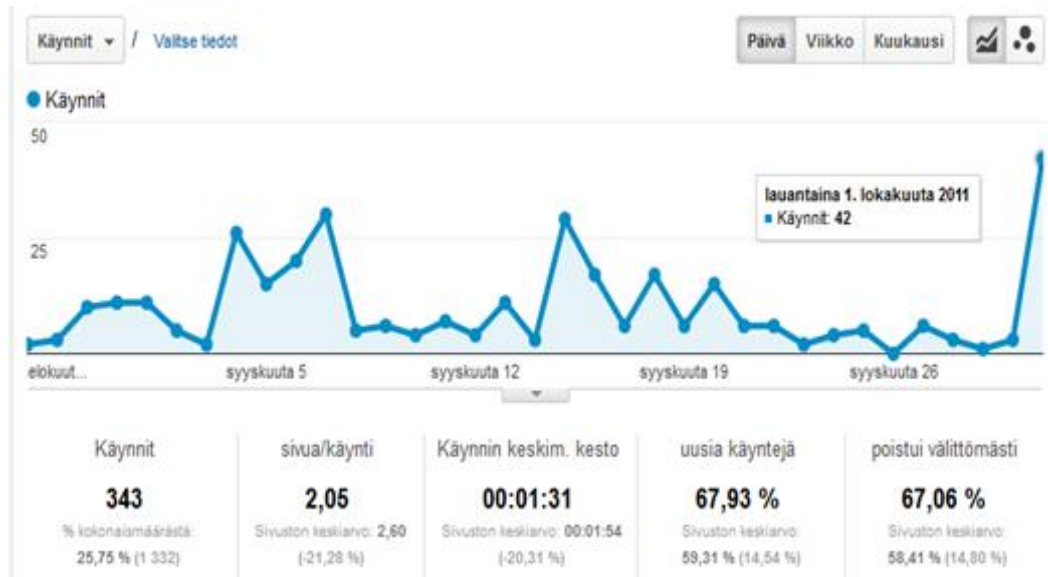 Käynnit / Valitse tiedot
Päivä Viikko Kuukausi
Käynnit
50
lauantaina 1. lokakuuta 2011
Käynnit: 42
25
elokuut... syyskuuta 5 syyskuuta 12 syyskuuta 19 syyskuuta 26
Käynnit sivua/käynti Käynnin keskim. kesto uusia käyntejä poistui välittömästi
343 2,05 00:01:31 67,93 % 67,06 %
% kokonaismäärästä: Sivuston keskiarvo: 2,60 Sivuston keskiarvo: 00:01:54 Sivuston keskiarvo: Sivuston keskiarvo:
25,75 % (1 332) (-21,28 %) (-20,31 %) 59,31 % (14,54 %) 58,41 % (14,80 %)